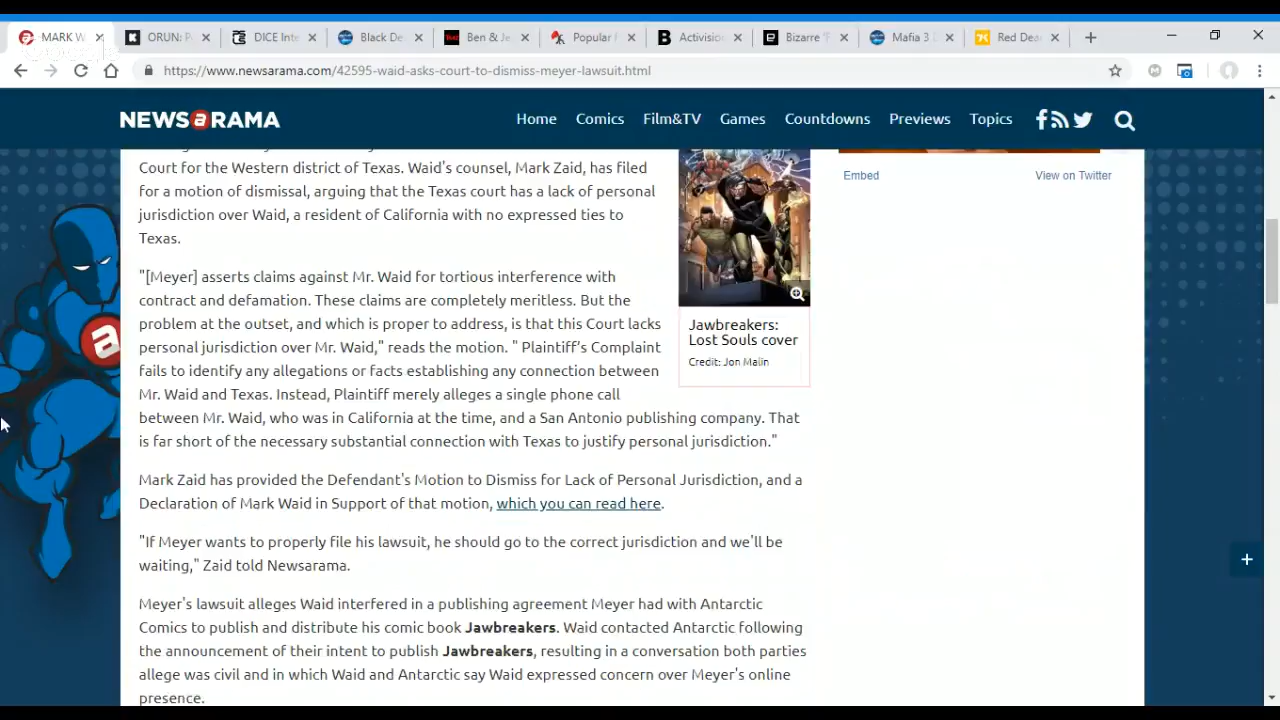 MARK W
ORUN: P
DICE Inte
Black De
Ben & Je
Popular
Activision
Bizarre
Mafia 3
Red Dea
https://www.newsarama.com/42595-waid-asks-court-to-dismiss-meyer-lawsuit.html
NEWSaRAMA
Home
Comics
Film&TV
Games
Countdowns
Previews
Topics
Court for the Western district of Texas. Waid's counsel, Mark Zaid, has filed
for a motion of dismissal, arguing that the Texas court has a lack of personal
jurisdiction over Waid, a resident of California with no expressed ties to
Texas.
"[Meyer] asserts claims against Mr. Waid for tortious interference with
contract and defamation. These claims are completely meritless. But the
problem at the outset, and which is proper to address, is that this Court lacks
personal jurisdiction over Mr. Waid," reads the motion. " Plaintiff’s Complaint
fails to identify any allegations or facts establishing any connection between
Mr. Waid and Texas. Instead, Plaintiff merely alleges a single phone call
between Mr. Waid, who was in California at the time, and a San Antonio publishing company. That
is far short of the necessary substantial connection with Texas to justify personal jurisdiction."
Jawbreakers:
Lost Souls cover
Credit: Jon Malin
Embed
View on Twitter
Mark Zaid has provided the Defendant's Motion to Dismiss for Lack of Personal Jurisdiction, and a
Declaration of Mark Waid in Support of that motion, which you can read here.
"If Meyer wants to properly file his lawsuit, he should go to the correct jurisdiction and we'll be
waiting," Zaid told Newsarama.
Meyer's lawsuit alleges Waid interfered in a publishing agreement Meyer had with Antarctic
Comics to publish and distribute his comic book Jawbreakers. Waid contacted Antarctic following
the announcement of their intent to publish Jawbreakers, resulting in a conversation both parties
allege was civil and in which Waid and Antarctic say Waid expressed concern over Meyer's online
presence.